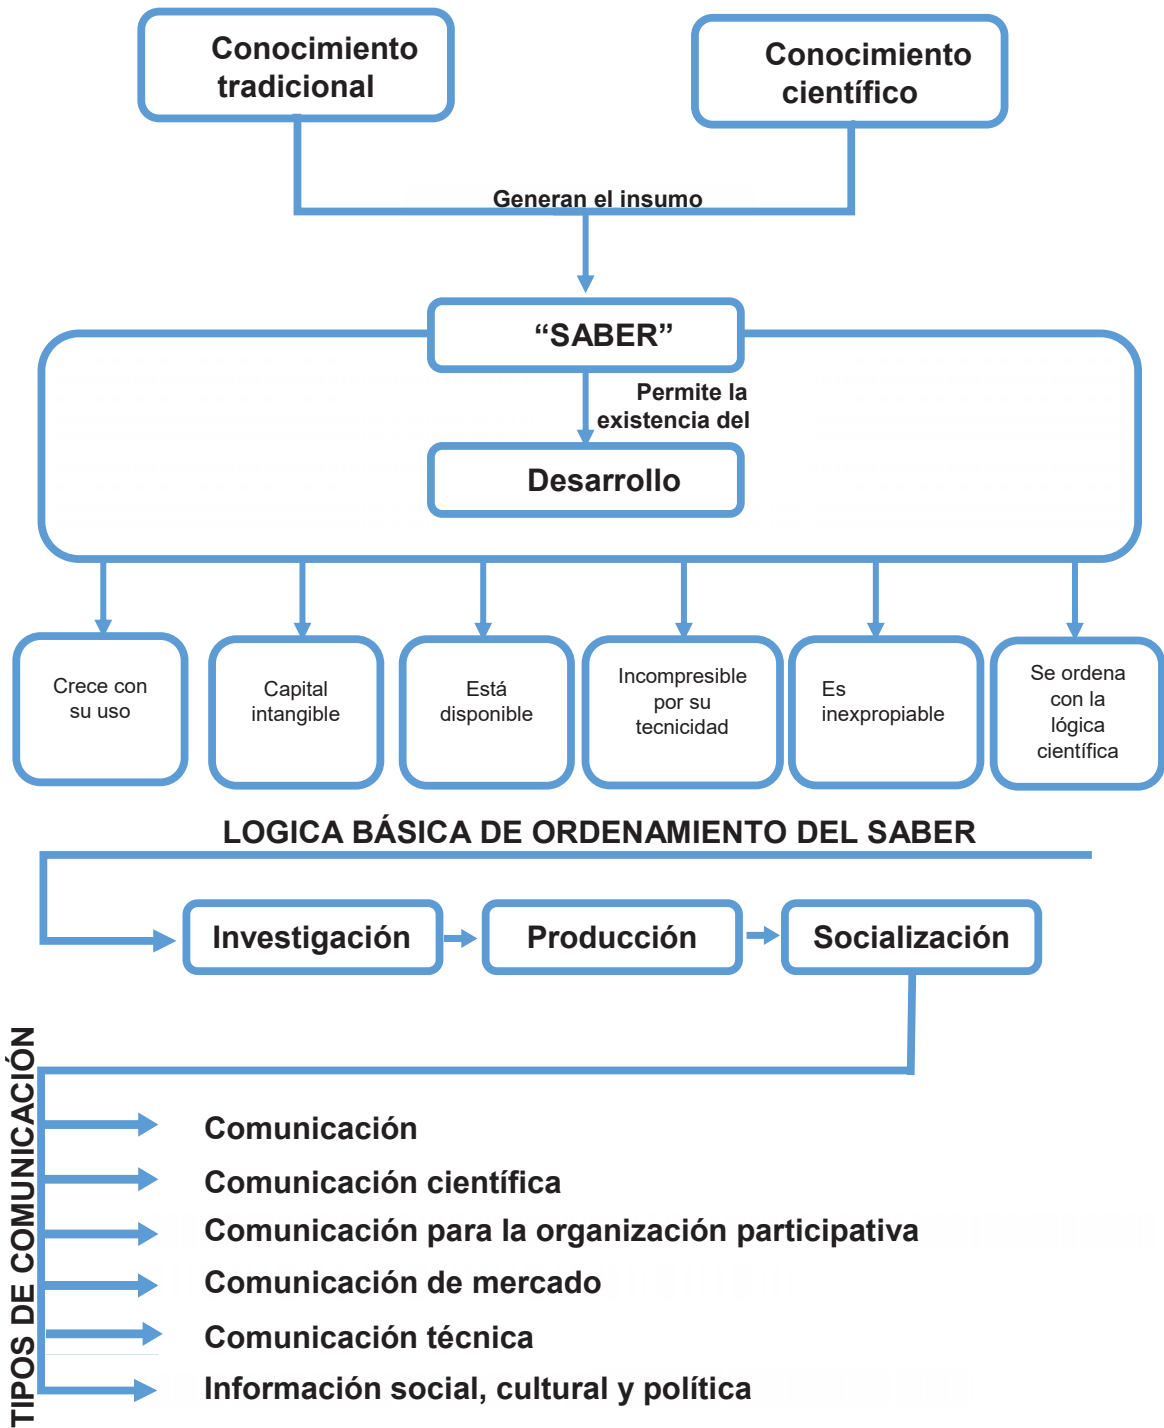 Conocimiento
tradicional
Conocimiento
científico
Generan el insumo
“SABER”
Permite la
existencia del
Desarrollo
Crece con
su uso
Capital
intangible
Está
disponible
Incompresible
por su
tecnicidad
Es
inexpropiable
Se ordena
con la
lógica
científica
LOGICA BÁSICA DE ORDENAMIENTO DEL SABER
Investigación
Producción
Socialización
TIPOS DE COMUNICACIÓN
Comunicación
Comunicación científica
Comunicación para la organización participativa
Comunicación de mercado
Comunicación técnica
Información social, cultural y política